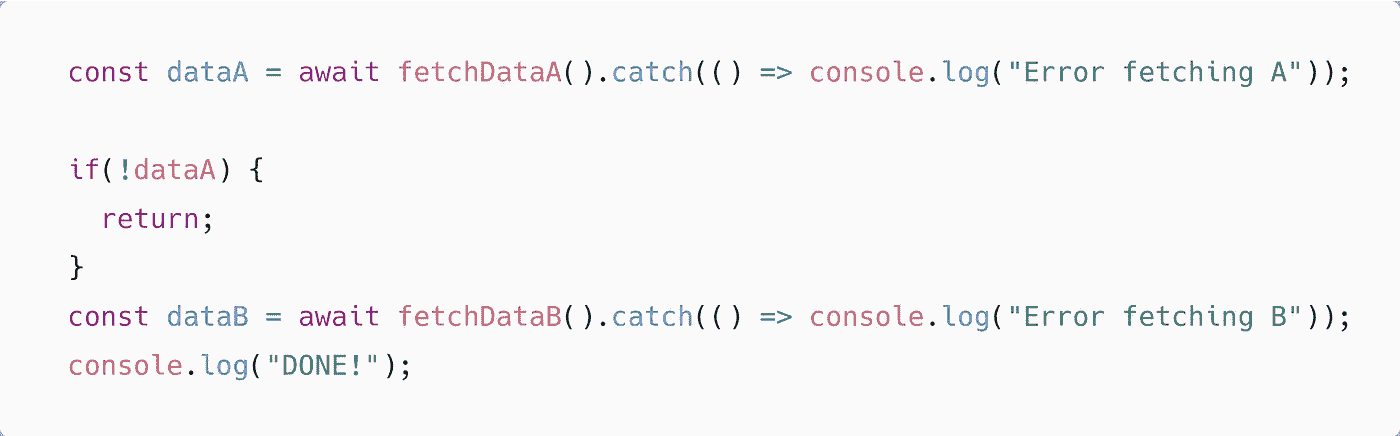 const dataA = await fetchDataA().catch(() => console.log("Error fetching A"));
if(!dataA) {
return;
}
const dataB = await fetchDataB().catch(() => console.log("Error fetching B"));
console.log("DONE!");